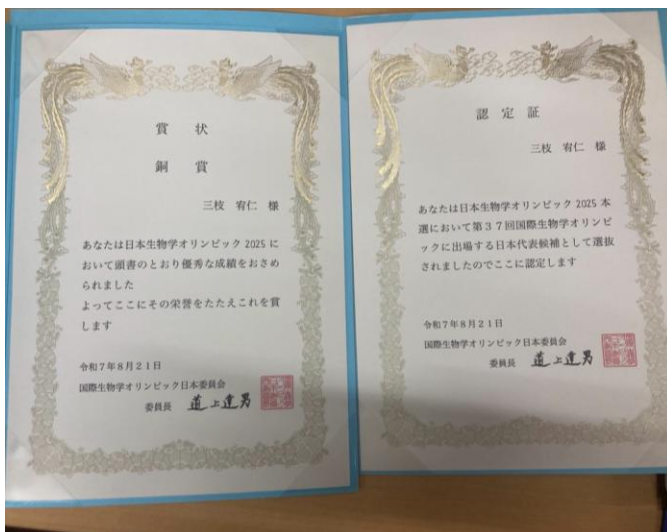 賞　状
銅　賞
三枝　宥仁　様
あなたは日本生物学オリンピック 2025 に
おいて頭書のとおり優秀な成績をおさめ
られました
よってここにその栄誉をたたえこれを賞
します
令和７年８月２１日
国際生物学オリンピック日本委員会
委員長　道上達男
認　定　証
三枝　宥仁　様
あなたは日本生物学オリンピック 2025 本
選において第３７回国際生物学オリンピ
ックに出場する日本代表候補として選抜
されましたのでここに認定します
令和７年８月２１日
国際生物学オリンピック日本委員会
委員長　道上達男